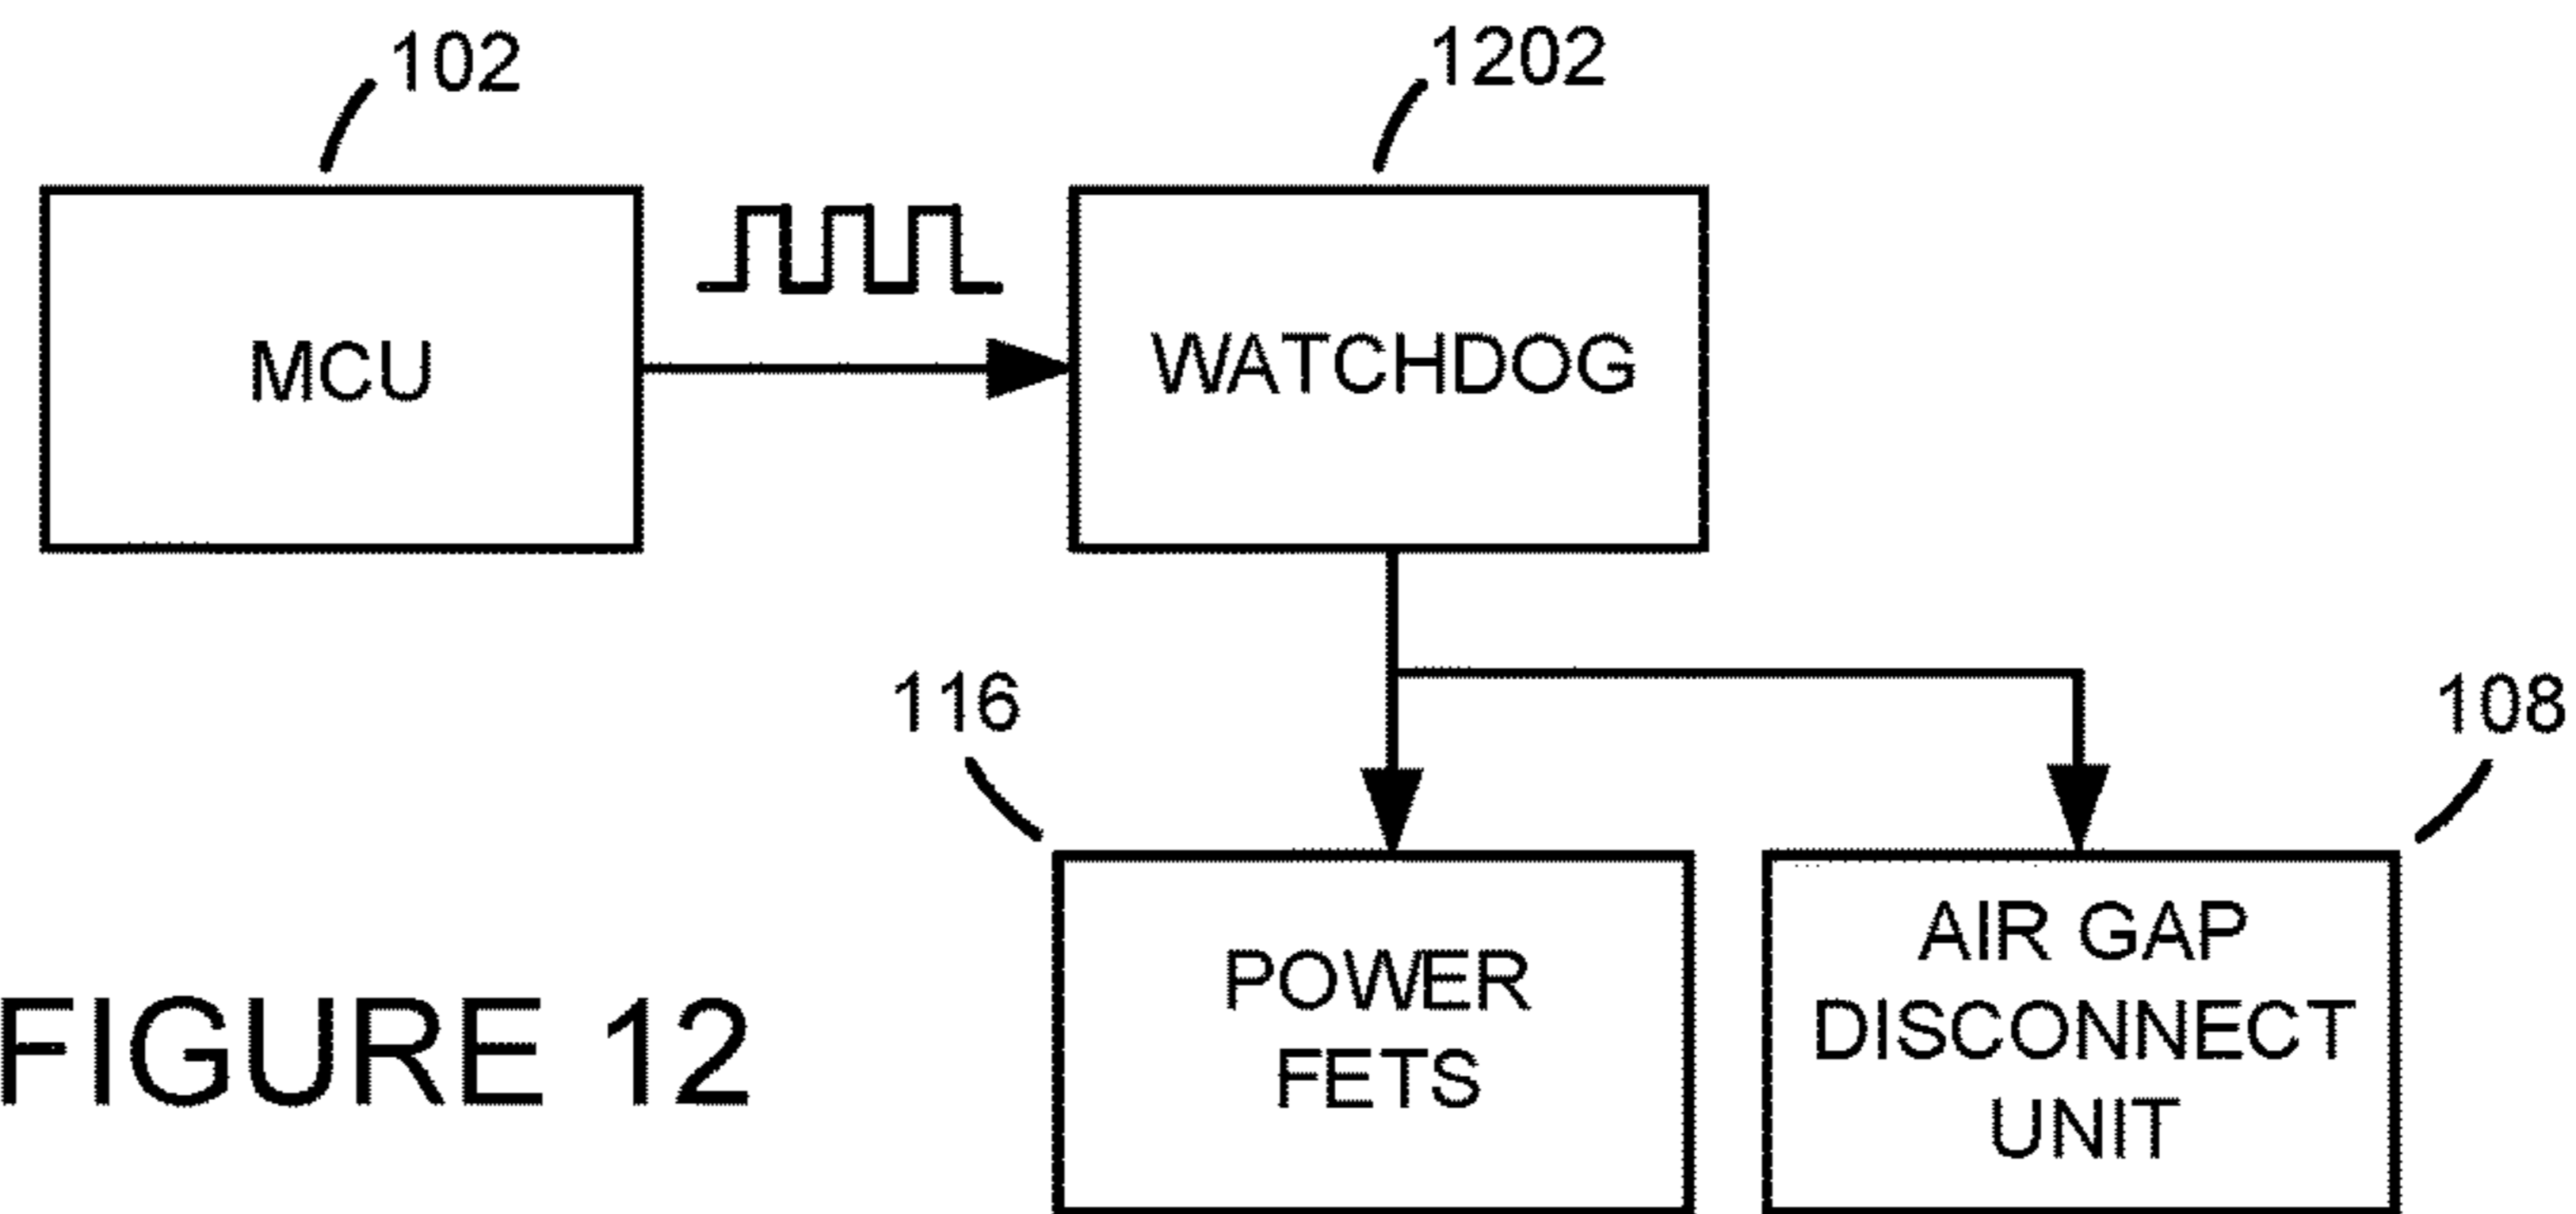 102
1202
MCU
WATCHDOG
116
108
POWER
FETS
AIR GAP
DISCONNECT
UNIT
FIGURE 12